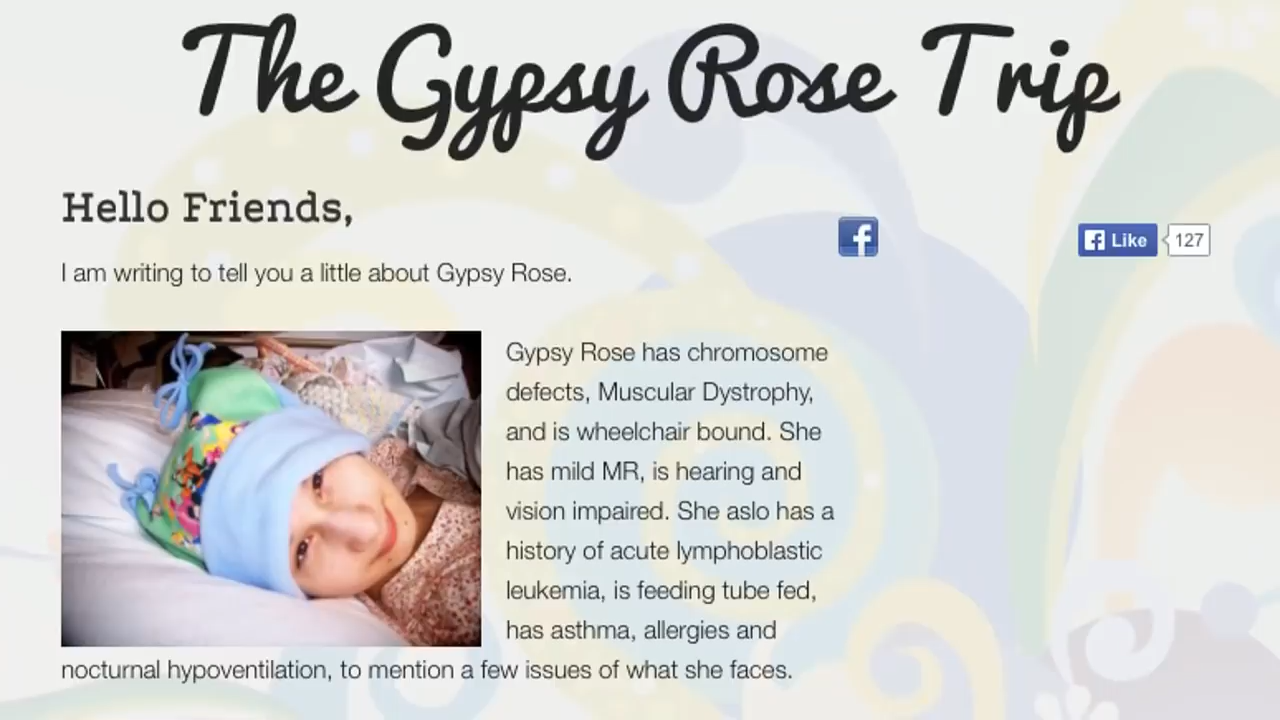 The Gypsy Rose Trip
Hello Friends,
Like 127
I am writing to tell you a little about Gypsy Rose.
Gypsy Rose has chromosome
defects, Muscular Dystrophy,
and is wheelchair bound. She
has mild MR, is hearing and
vision impaired. She aslo has a
history of acute lymphoblastic
leukemia, is feeding tube fed,
has asthma, allergies and
nocturnal hypoventilation, to mention a few issues of what she faces.